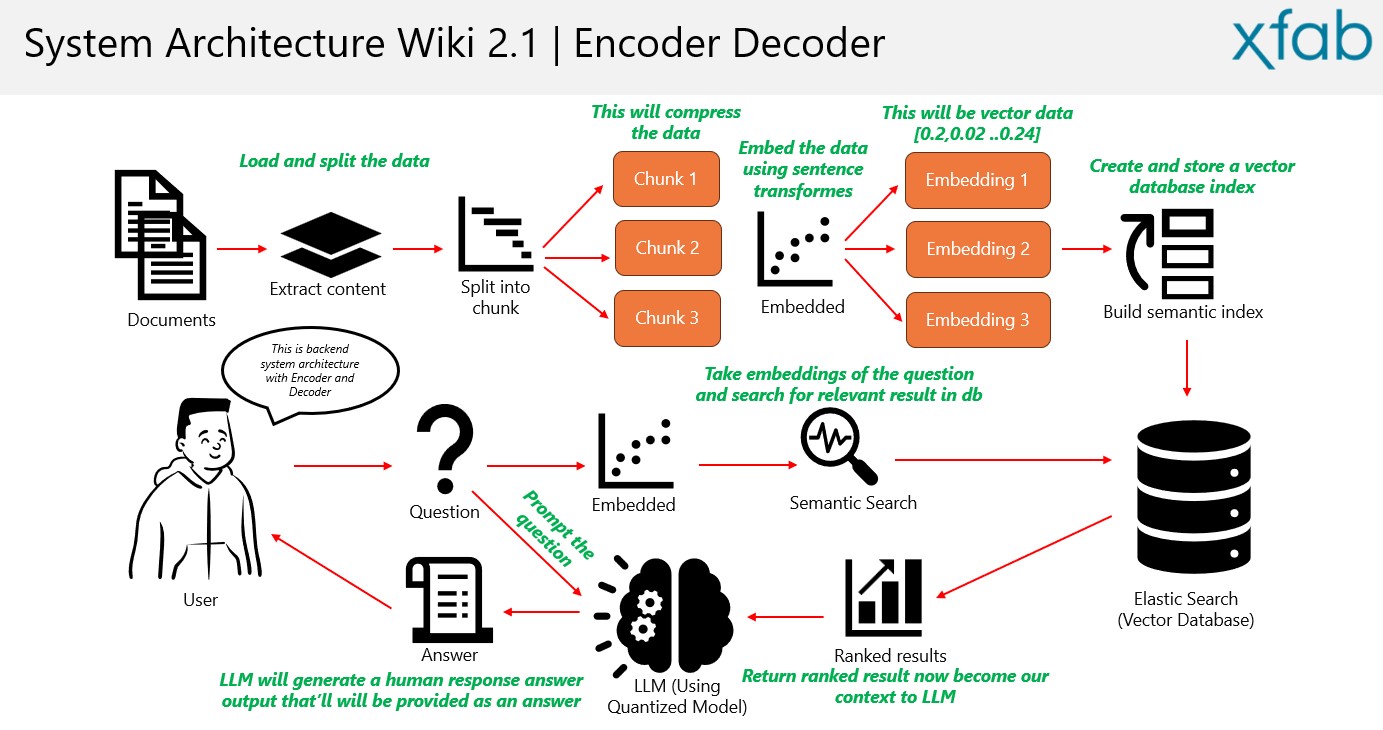 System Architecture Wiki 2.1 | Encoder Decoder
xfab
This will compress
the data
This will be vector data
[0.2,0.02 ..0.24]
Load and split the data
Embed the data
using sentence
transformes
Create and store a vector
database index
Chunk 1
Chunk 2
Chunk 3
Embedding 1
Embedding 2
Embedding 3
Documents
Extract content
Split into
chunk
Embedded
Build semantic index
This is backend
system architecture
with Encoder and
Decoder
Take embeddings of the question
and search for relevant result in db
User
Question
Embedded
Semantic Search
Elastic Search
(Vector Database)
Prompt the
question
Answer
LLM (Using
Quantized Model)
Ranked results
LLM will generate a human response answer
output that'll will be provided as an answer
Return ranked result now become our
context to LLM